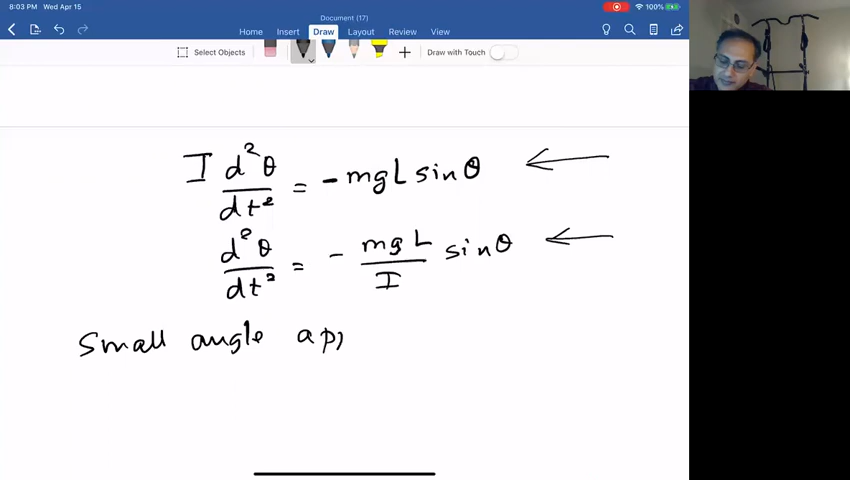 8:03 PM Wed Apr 15
100%
Document (17)
Home Insert Draw Layout Review View
Select Objects
Draw with Touch
I d²θ/dt² = -mgL sinθ
d²θ/dt² = - mgL/I sinθ
Small angle app